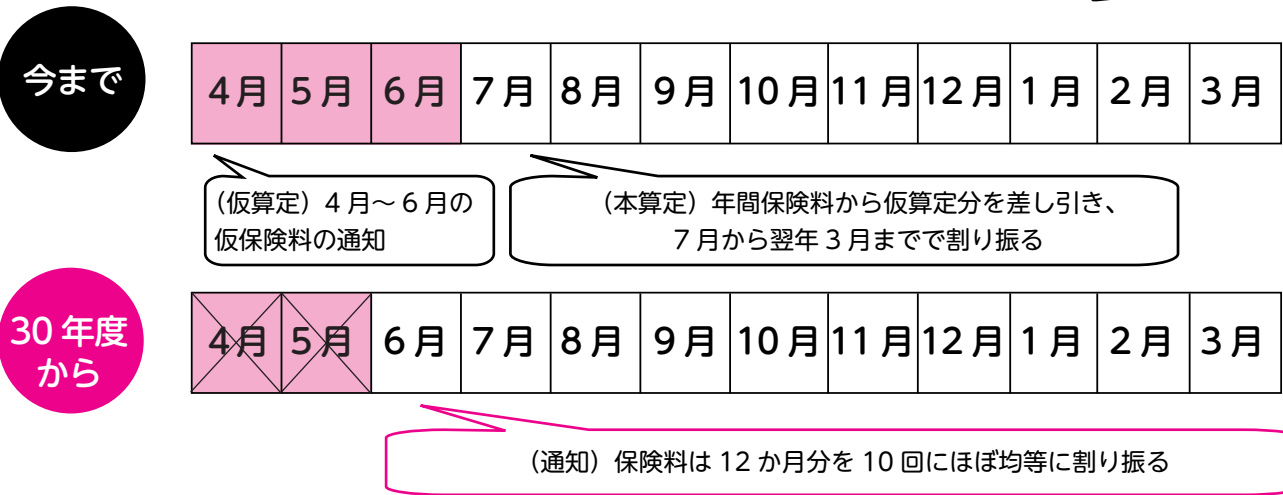 今まで
4月 5月 6月 7月 8月 9月 10月 11月 12月 1月 2月 3月
(仮算定)4月〜6月の
仮保険料の通知
(本算定)年間保険料から仮算定分を差し引き、
7月から翌年3月までで割り振る
30年度
から
4月 5月 6月 7月 8月 9月 10月 11月 12月 1月 2月 3月
(通知)保険料は12か月分を10回にほぼ均等に割り振る